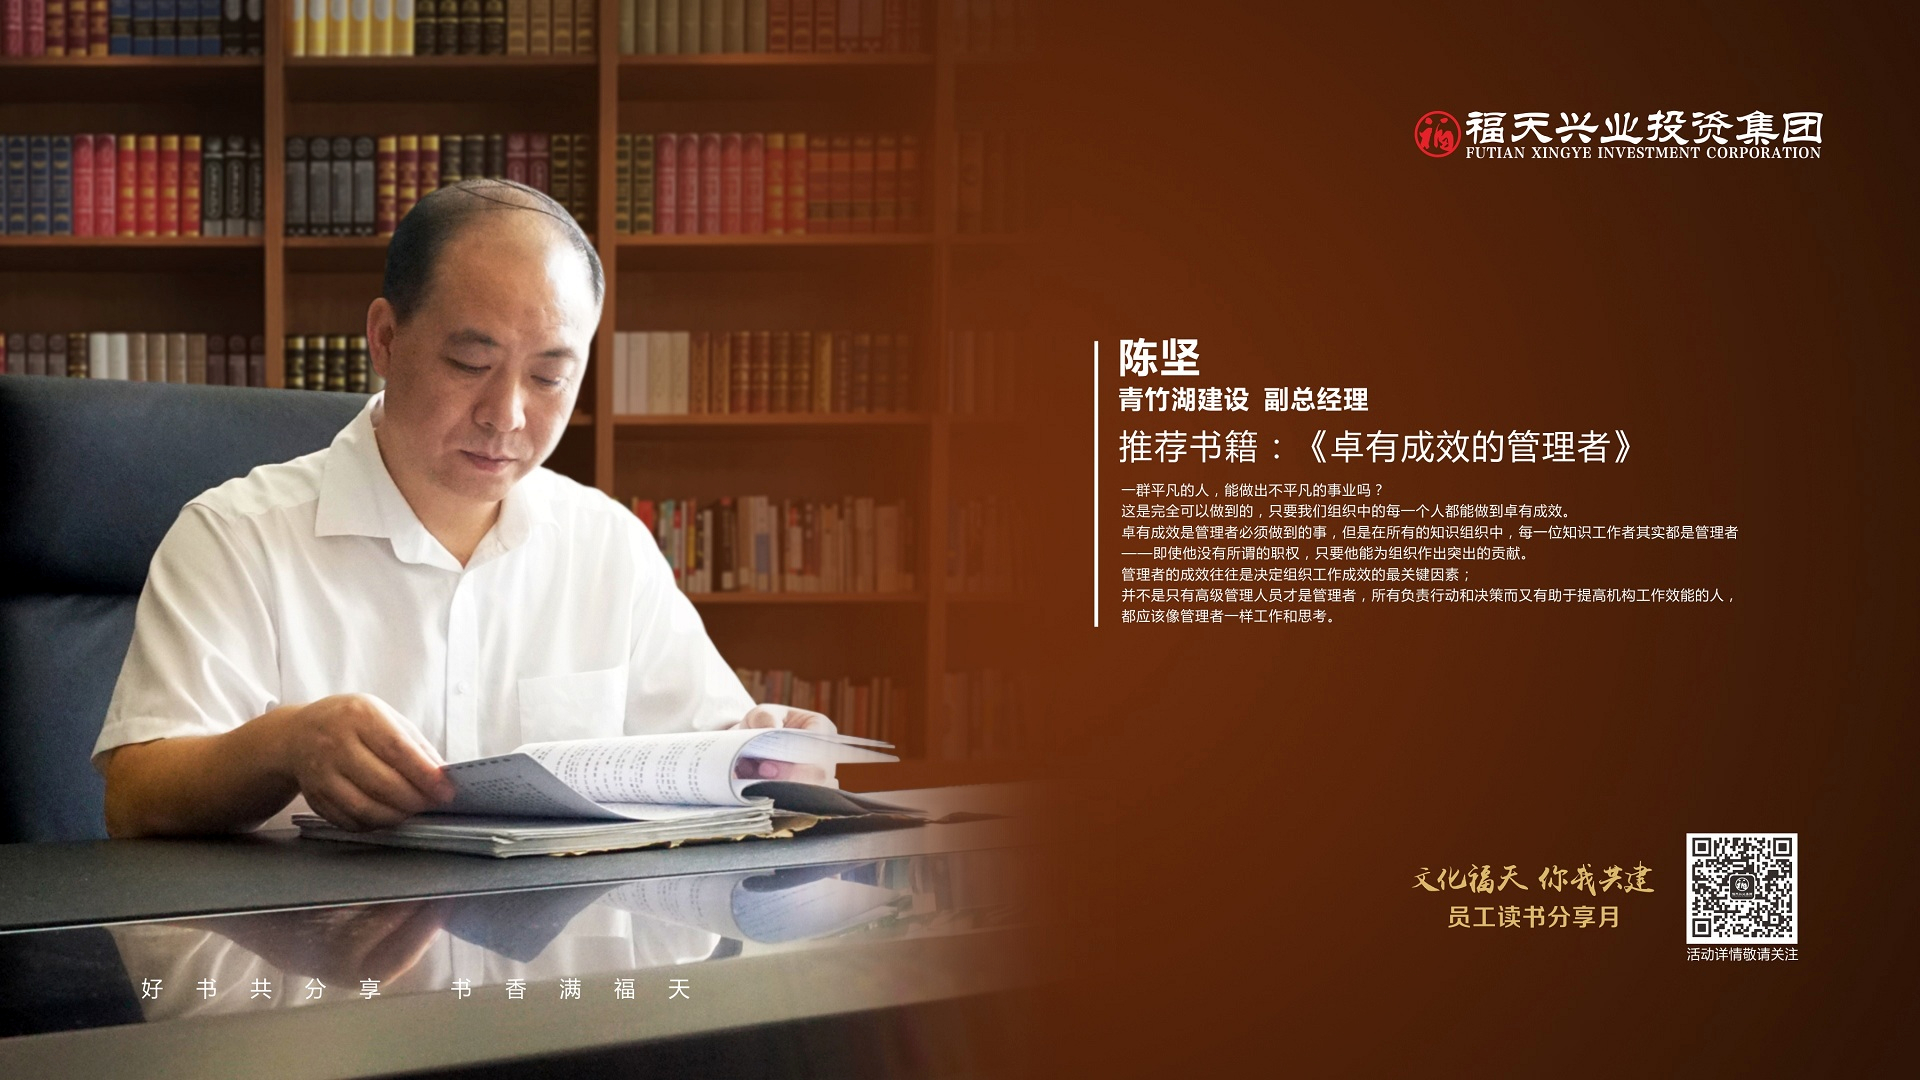 福天兴业投资集团
FUTIAN XINGYE INVESTMENT CORPORATION
陈坚
青竹湖建设 副总经理
推荐书籍：《卓有成效的管理者》
一群平凡的人，能做出不平凡的事业吗？
这是完全可以做到的，只要我们组织中的每一个人都能做到卓有成效。
卓有成效是管理者必须做到的事，但是在所有的知识组织中，每一位知识工作者其实都是管理者
——即使他没有所谓的职权，只要他能为组织作出突出的贡献。
管理者的成效往往是决定组织工作成效的最关键因素；
并不是只有高级管理人员才是管理者，所有负责行动和决策而又有助于提高机构工作效能的人，
都应该像管理者一样工作和思考。
文化福天 你我共建
员工读书分享月
活动详情敬请关注
好书共分享 书香满福天